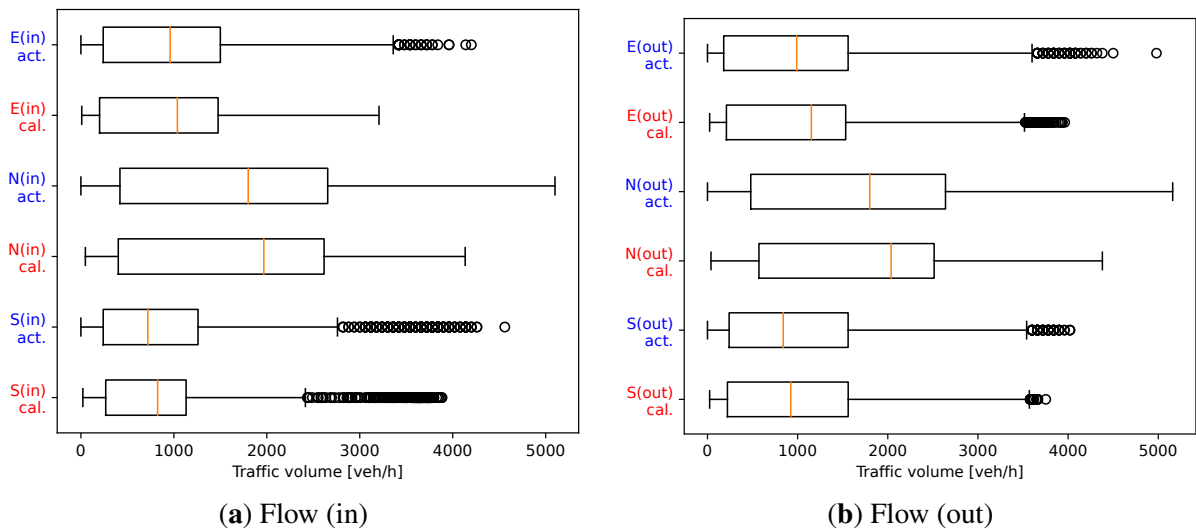 E(in)
act.
E(in)
cal.
N(in)
act.
N(in)
cal.
S(in)
act.
S(in)
cal.
0 1000 2000 3000 4000 5000
Traffic volume [veh/h]
(a) Flow (in)
E(out)
act.
E(out)
cal.
N(out)
act.
N(out)
cal.
S(out)
act.
S(out)
cal.
0 1000 2000 3000 4000 5000
Traffic volume [veh/h]
(b) Flow (out)